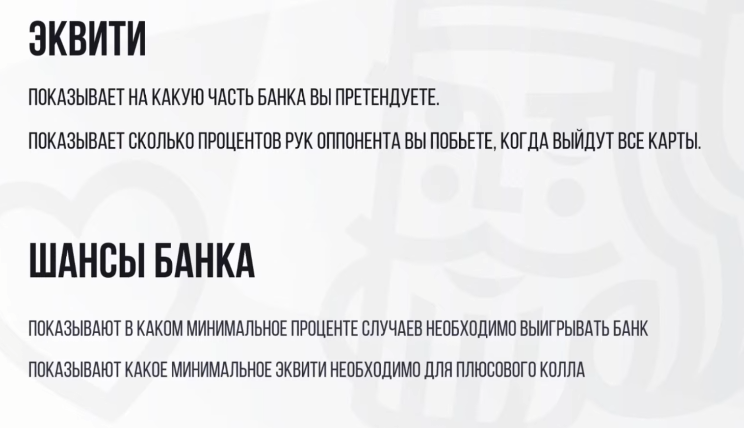 ЭКВИТИ
ПОКАЗЫВАЕТ НА КАКУЮ ЧАСТЬ БАНКА ВЫ ПРЕТЕНДУЕТЕ.
ПОКАЗЫВАЕТ СКОЛЬКО ПРОЦЕНТОВ РУК ОППОНЕНТА ВЫ ПОБЬЕТЕ, КОГДА ВЫЙДУТ ВСЕ КАРТЫ.
ШАНСЫ БАНКА
ПОКАЗЫВАЮТ В КАКОМ МИНИМАЛЬНОЕ ПРОЦЕНТЕ СЛУЧАЕВ НЕОБХОДИМО ВЫИГРЫВАТЬ БАНК
ПОКАЗЫВАЮТ КАКОЕ МИНИМАЛЬНОЕ ЭКВИТИ НЕОБХОДИМО ДЛЯ ПЛЮСОВОГО КОЛЛА